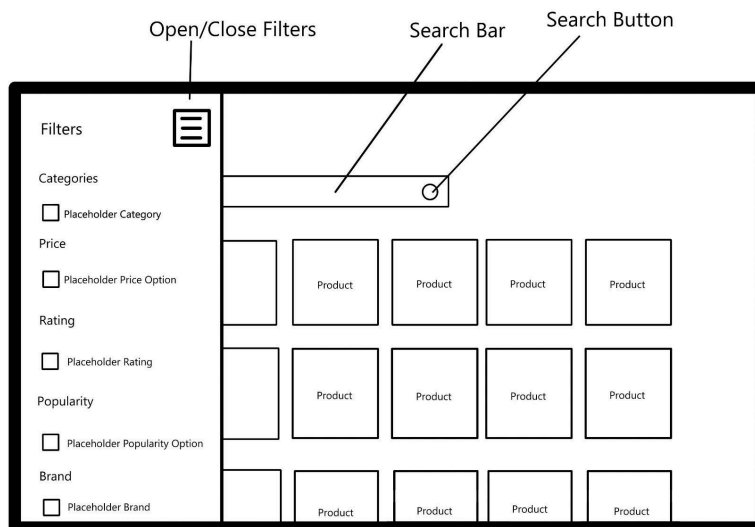 Open/Close Filters
Search Bar
Search Button
Filters
Categories
Placeholder Category
Price
Placeholder Price Option
Rating
Placeholder Rating
Popularity
Placeholder Popularity Option
Brand
Placeholder Brand
Product
Product
Product
Product
Product
Product
Product
Product
Product
Product
Product
Product